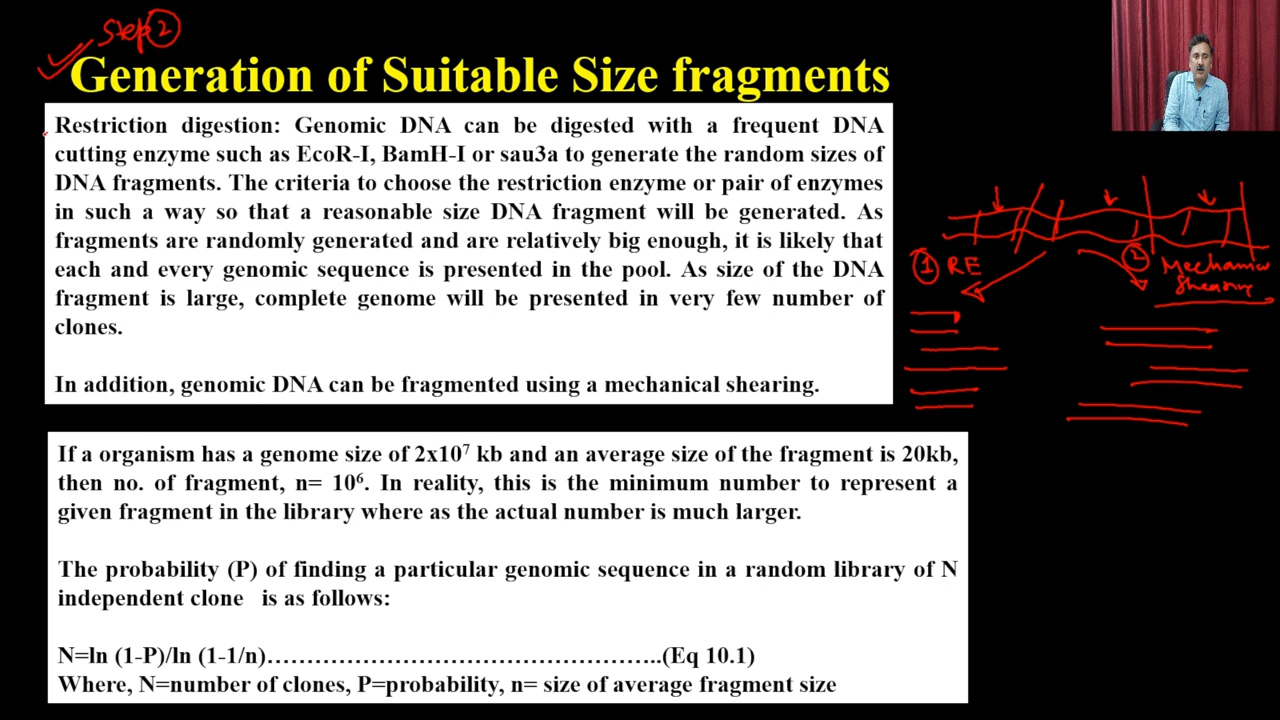 Step 2
Generation of Suitable Size fragments
Restriction digestion: Genomic DNA can be digested with a frequent DNA
cutting enzyme such as EcoR-I, BamH-I or sau3a to generate the random sizes of
DNA fragments. The criteria to choose the restriction enzyme or pair of enzymes
in such a way so that a reasonable size DNA fragment will be generated. As
fragments are randomly generated and are relatively big enough, it is likely that
each and every genomic sequence is presented in the pool. As size of the DNA
fragment is large, complete genome will be presented in very few number of
clones.
In addition, genomic DNA can be fragmented using a mechanical shearing.
1 RE
2 Mechanical
Shearing
If a organism has a genome size of 2x10⁷ kb and an average size of the fragment is 20kb,
then no. of fragment, n= 10⁶. In reality, this is the minimum number to represent a
given fragment in the library where as the actual number is much larger.
The probability (P) of finding a particular genomic sequence in a random library of N
independent clone is as follows:
N=ln (1-P)/ln (1-1/n)…………………………………………..(Eq 10.1)
Where, N=number of clones, P=probability, n= size of average fragment size